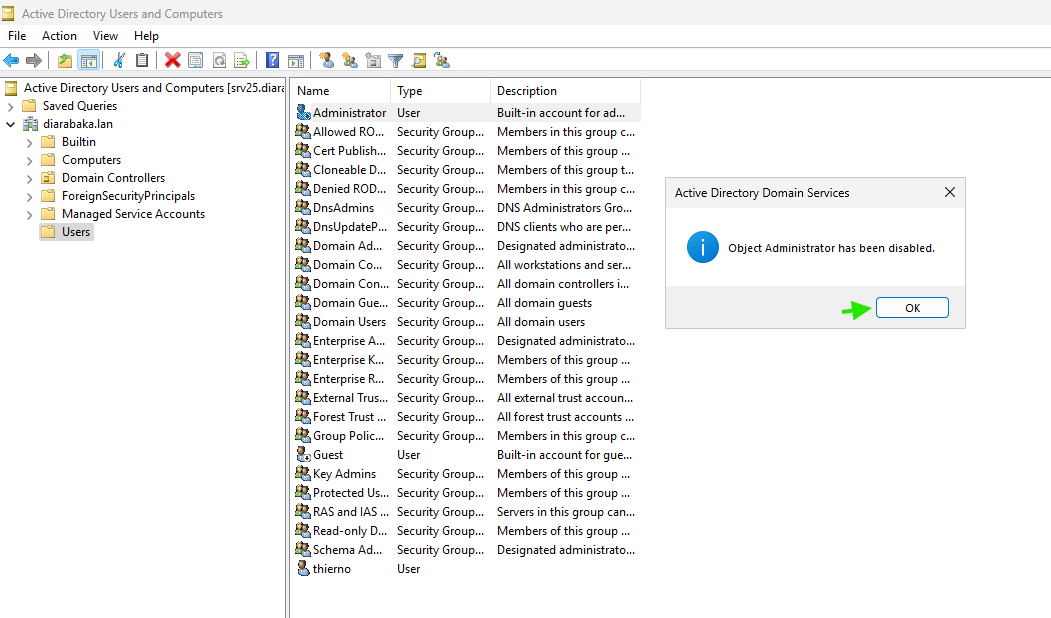 Active Directory Users and Computers
File Action View Help
Active Directory Users and Computers [srv25.diara
Saved Queries
diarabaka.lan
Builtin
Computers
Domain Controllers
ForeignSecurityPrincipals
Managed Service Accounts
Users
Name Type Description
Administrator User Built-in account for ad...
Allowed RO... Security Group... Members in this group c...
Cert Publish... Security Group... Members of this group ...
Cloneable D... Security Group... Members of this group t...
Denied ROD... Security Group... Members in this group c...
DnsAdmins Security Group... DNS Administrators Gro...
DnsUpdateP... Security Group... DNS clients who are per...
Domain Ad... Security Group... Designated administrato...
Domain Co... Security Group... All workstations and ser...
Domain Con... Security Group... All domain controllers i...
Domain Gue... Security Group... All domain guests
Domain Users Security Group... All domain users
Enterprise A... Security Group... Designated administrato...
Enterprise K... Security Group... Members of this group ...
Enterprise R... Security Group... Members of this group ...
External Trus... Security Group... All external trust accoun...
Forest Trust ... Security Group... All forest trust accounts ...
Group Polic... Security Group... Members in this group c...
Guest User Built-in account for gue...
Key Admins Security Group... Members of this group ...
Protected Us... Security Group... Members of this group ...
RAS and IAS ... Security Group... Servers in this group can...
Read-only D... Security Group... Members of this group ...
Schema Ad... Security Group... Designated administrato...
thierno User
Active Directory Domain Services
Object Administrator has been disabled.
OK